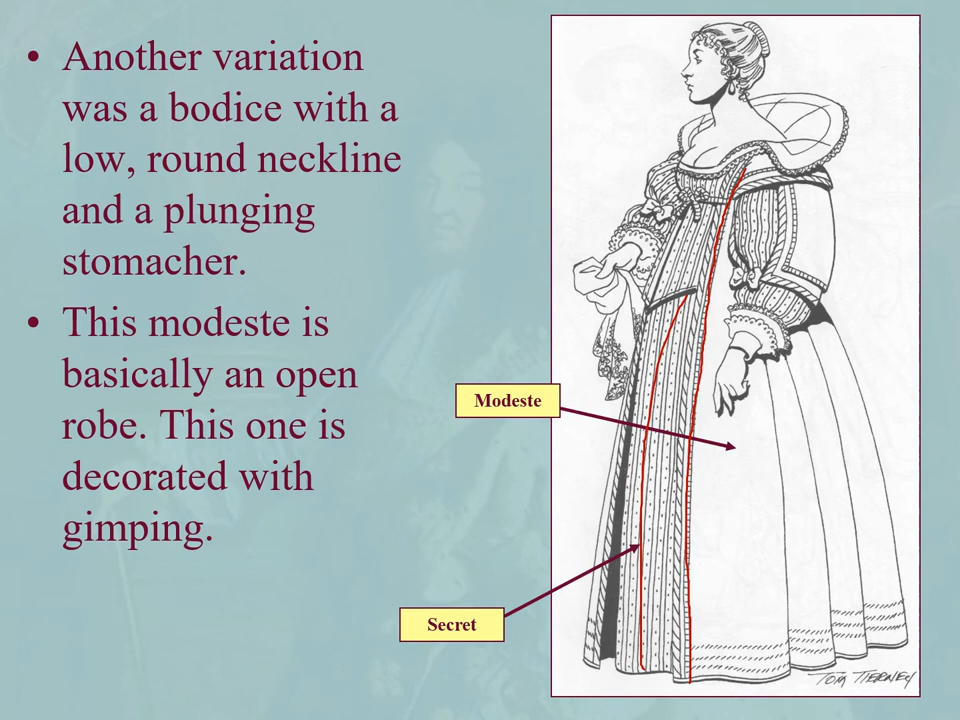 • Another variation
was a bodice with a
low, round neckline
and a plunging
stomacher.
• This modeste is
basically an open
robe. This one is
decorated with
gimping.
Modeste
Secret
TOM TIERNEY